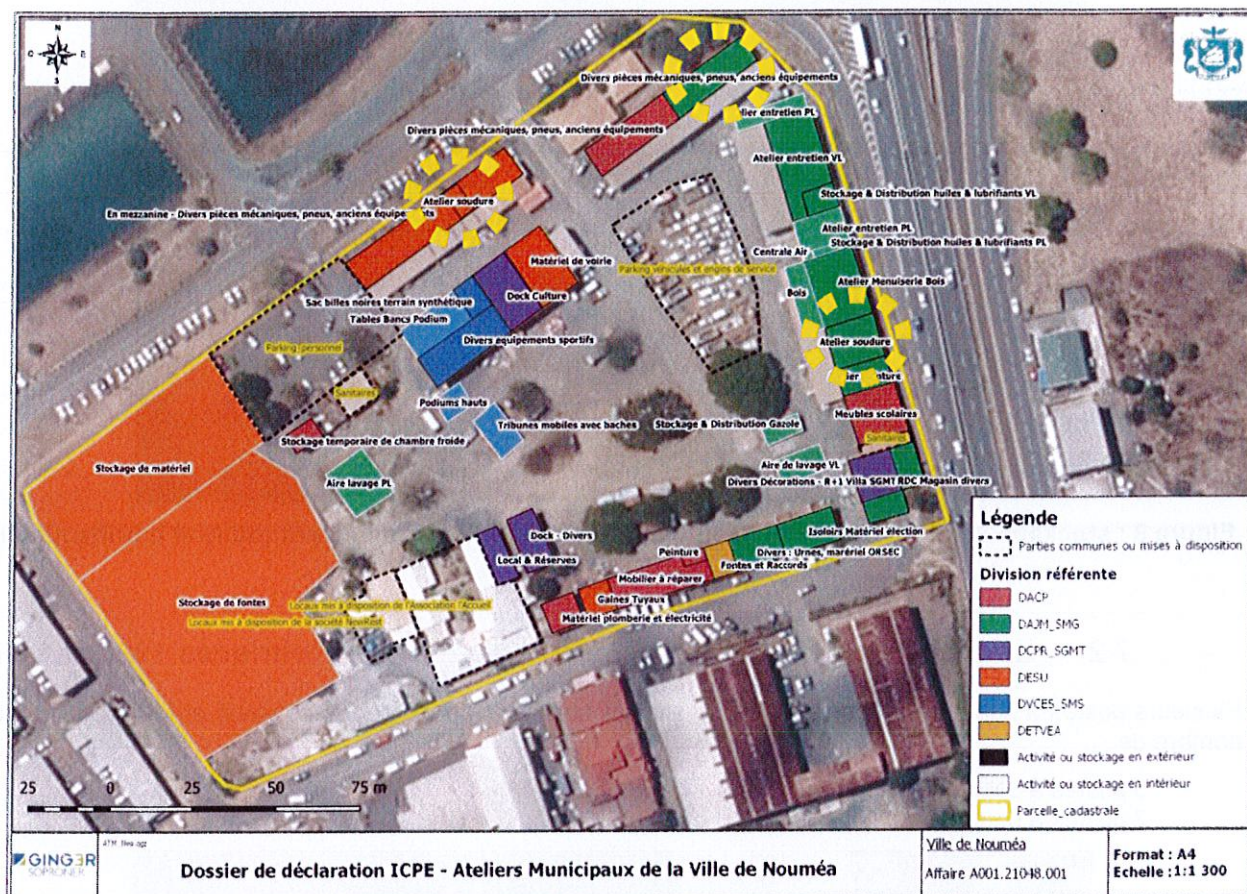 N
O
E
S
Divers pièces mécaniques, pneus, anciens équipements
Divers pièces mécaniques, pneus, anciens équipements
Atelier entretien PL
Atelier entretien VL
Atelier soudure
En mezzanine - Divers pièces mécaniques, pneus, anciens équipements
Stockage & Distribution huiles & lubrifiants VL
Atelier entretien PL
Stockage & Distribution huiles & lubrifiants PL
Centrale Air
Matériel de voirie
Parking véhicules et engins de service
Atelier Menuiserie Bois
Bois
Sac billes noires terrain synthétique
Dock Culture
Tables Bancs Podium
Divers équipements sportifs
Parking personnel
Atelier soudure
Sanitaires
Podiums hauts
Meubles scolaires
Tribunes mobiles avec baches
Stockage & Distribution Gazole
Stockage temporaire de chambre froide
Sanitaires
Stockage de matériel
Aire de lavage VL
Aire lavage PL
Divers Décorations - R+1 Villa SGMT RDC Magasin divers
Isoloirs Matériel élection
Dock - Divers
Peinture
Divers : Urnes, marériel ORSEC
Local & Réserves
Fontes et Raccords
Mobilier à réparer
Stockage de fontes
Locaux mis à disposition de l'Association l'Accueil
Gaines Tuyaux
Locaux mis à disposition de la société NewRest
Matériel plomberie et électricité
Légende
Parties communes ou mises à disposition
Division référente
DACP
DAJM_SMG
DCPR_SGMT
DESU
DVCES_SMS
DETVEA
Activité ou stockage en extérieur
Activité ou stockage en intérieur
Parcelle_cadastrale
25 0 25 50 75 m
GINGER
SOPRONER
Dossier de déclaration ICPE - Ateliers Municipaux de la Ville de Nouméa
Ville de Nouméa
Affaire A001.21048.001
Format : A4
Echelle : 1:1 300